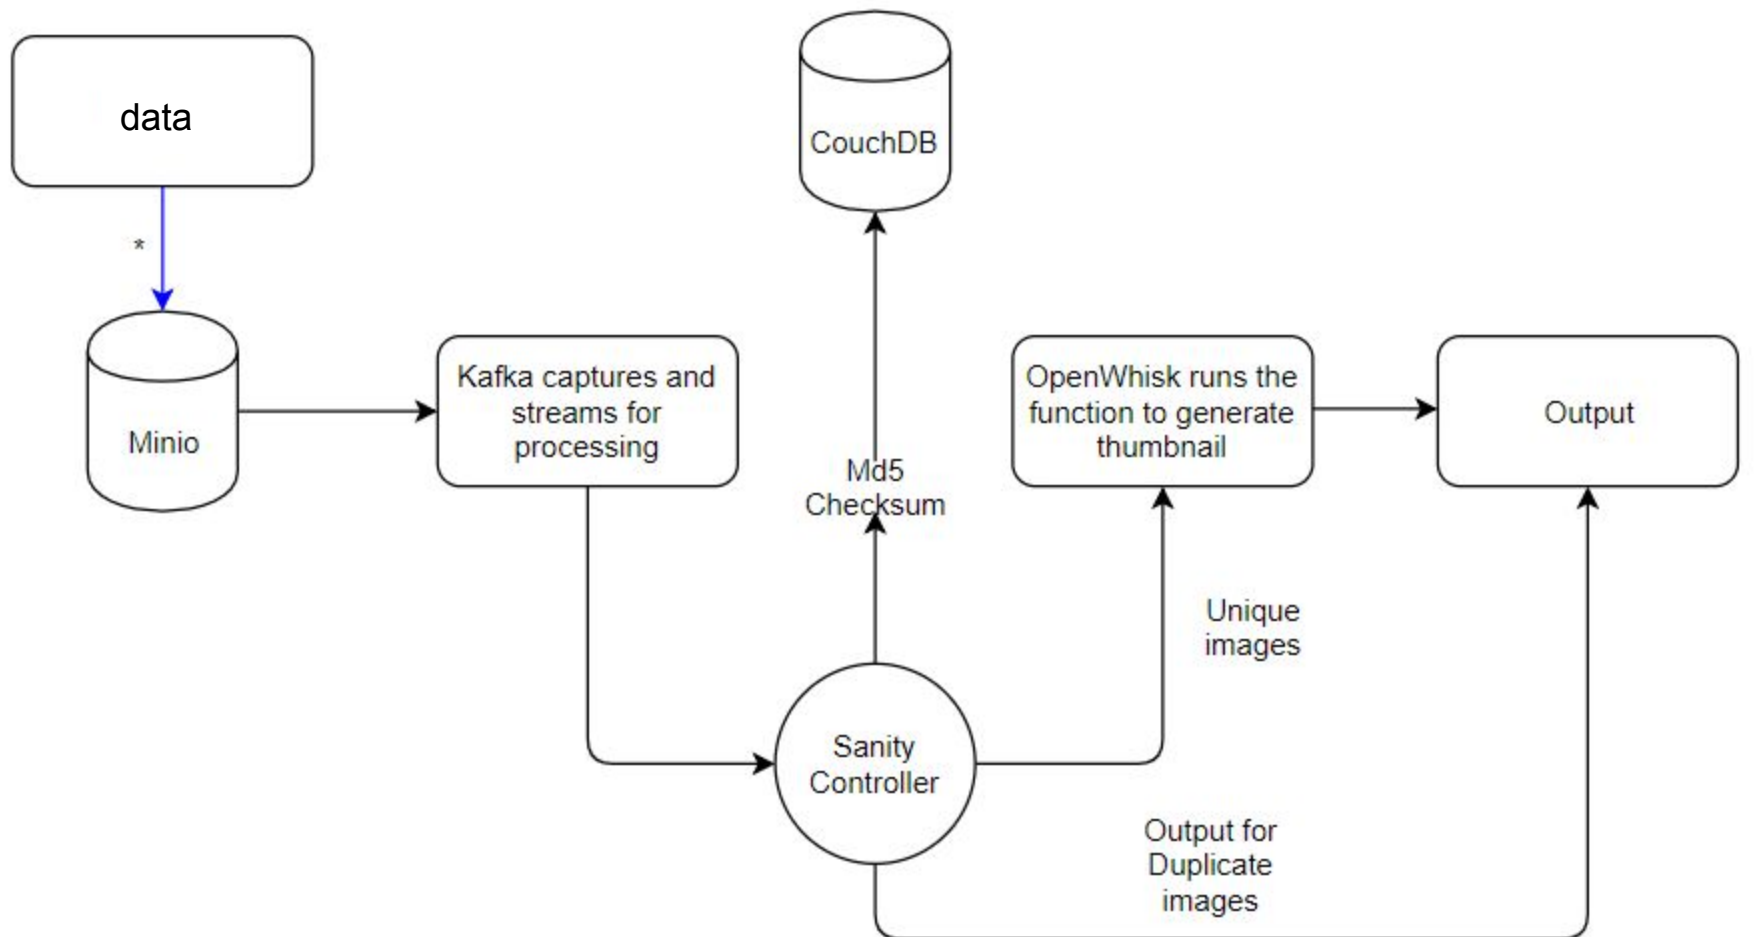 data
CouchDB
*
Minio
Kafka captures and
streams for
processing
Md5
Checksum
OpenWhisk runs the
function to generate
thumbnail
Output
Unique
images
Sanity
Controller
Output for
Duplicate
images